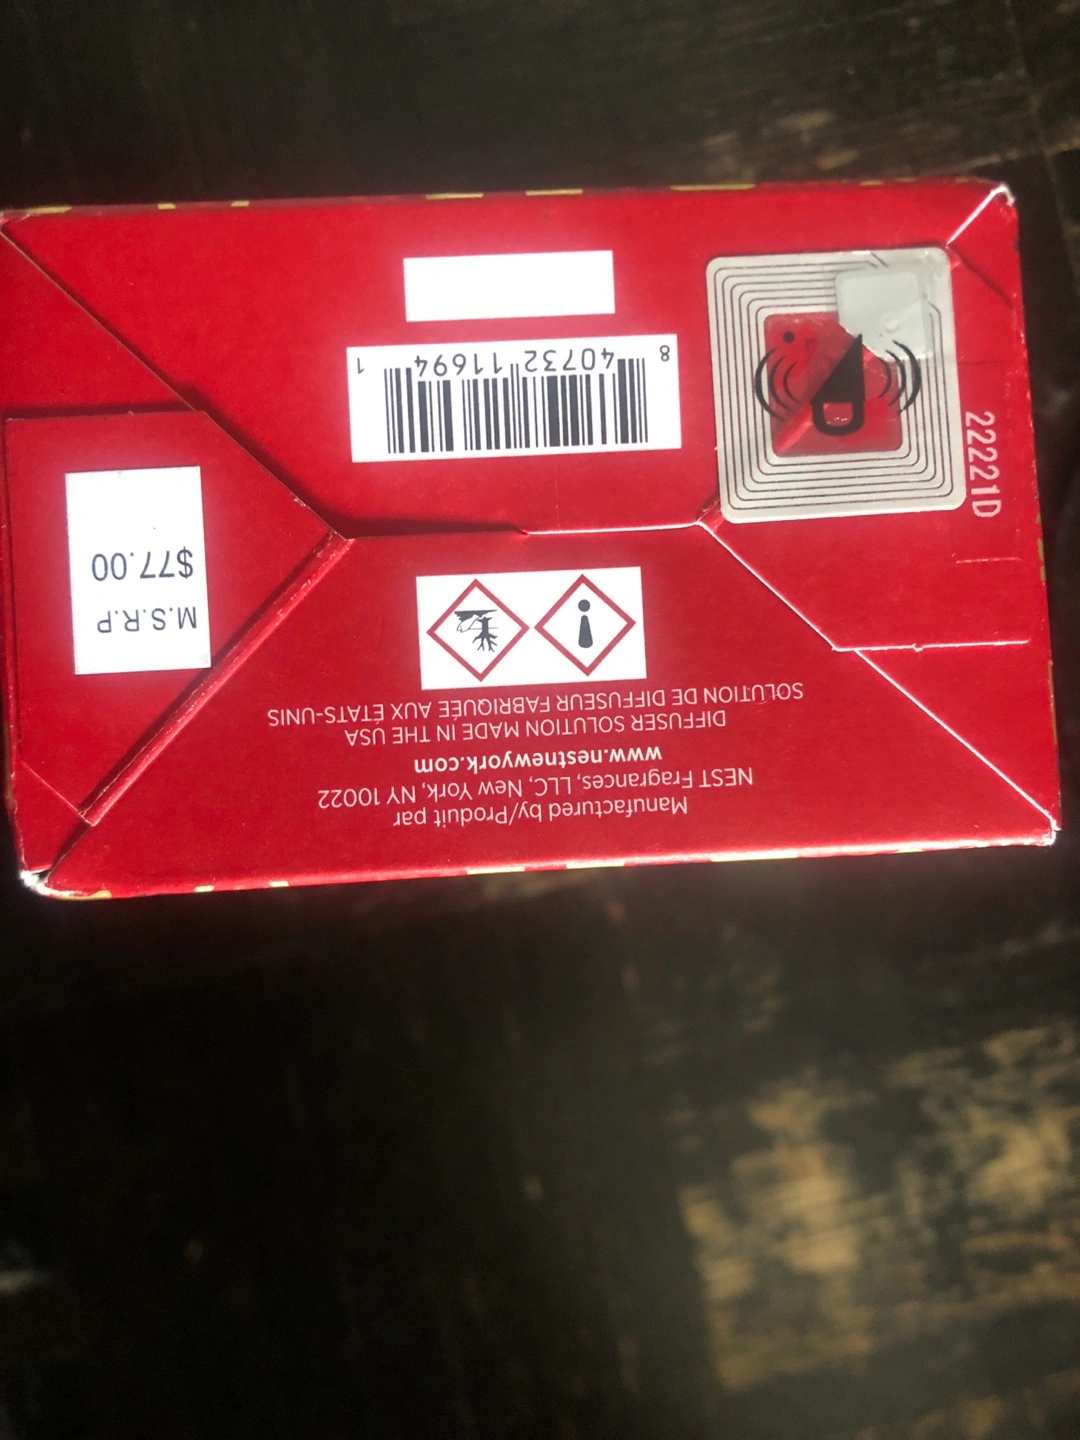 Manufactured by/Produit par
NEST Fragrances, LLC, New York, NY 10022
www.nestnewyork.com
DIFFUSER SOLUTION MADE IN THE USA
SOLUTION DE DIFFUSEUR FABRIQUÉE AUX ÉTATS-UNIS
M.S.R.P
$77.00
22221D
8 40732 11694 1